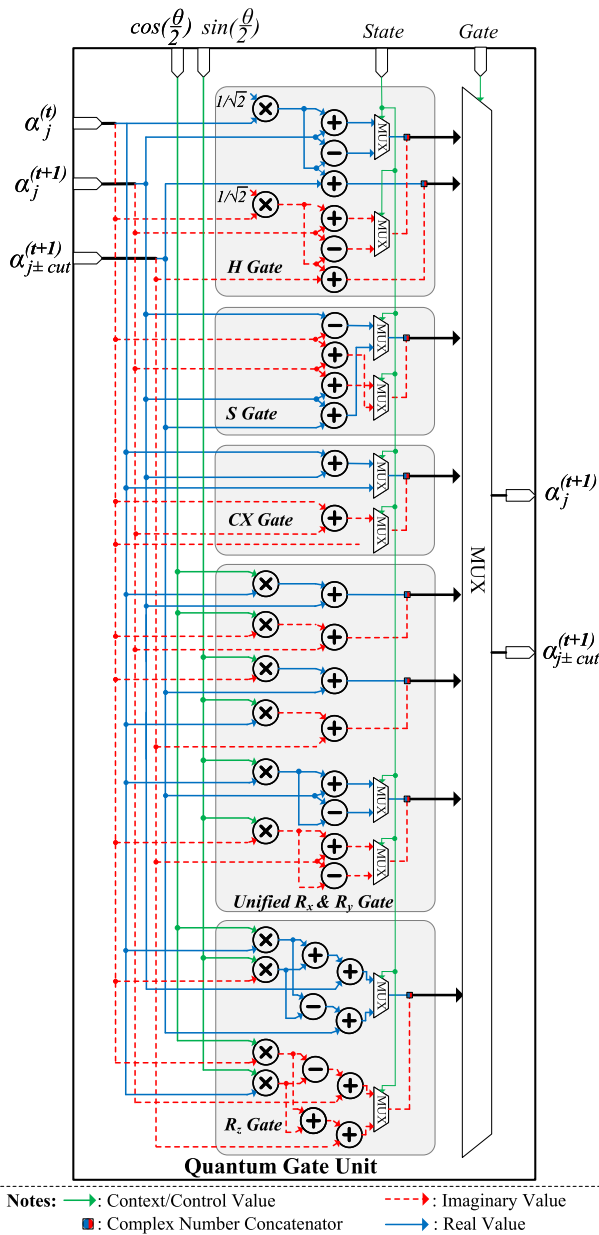 cos(θ/2) sin(θ/2) State Gate
α_j^(t)
α_j^(t+1)
α_{j± cut}^(t+1)
1/√2
MUX
1/√2
MUX
H Gate
MUX
MUX
S Gate
MUX
CX Gate
MUX
α_j^(t+1)
MUX
α_{j± cut}^(t+1)
MUX
MUX
Unified R_x & R_y Gate
MUX
MUX
R_z Gate
Quantum Gate Unit
Notes: : Context/Control Value : Imaginary Value
: Complex Number Concatenator : Real Value